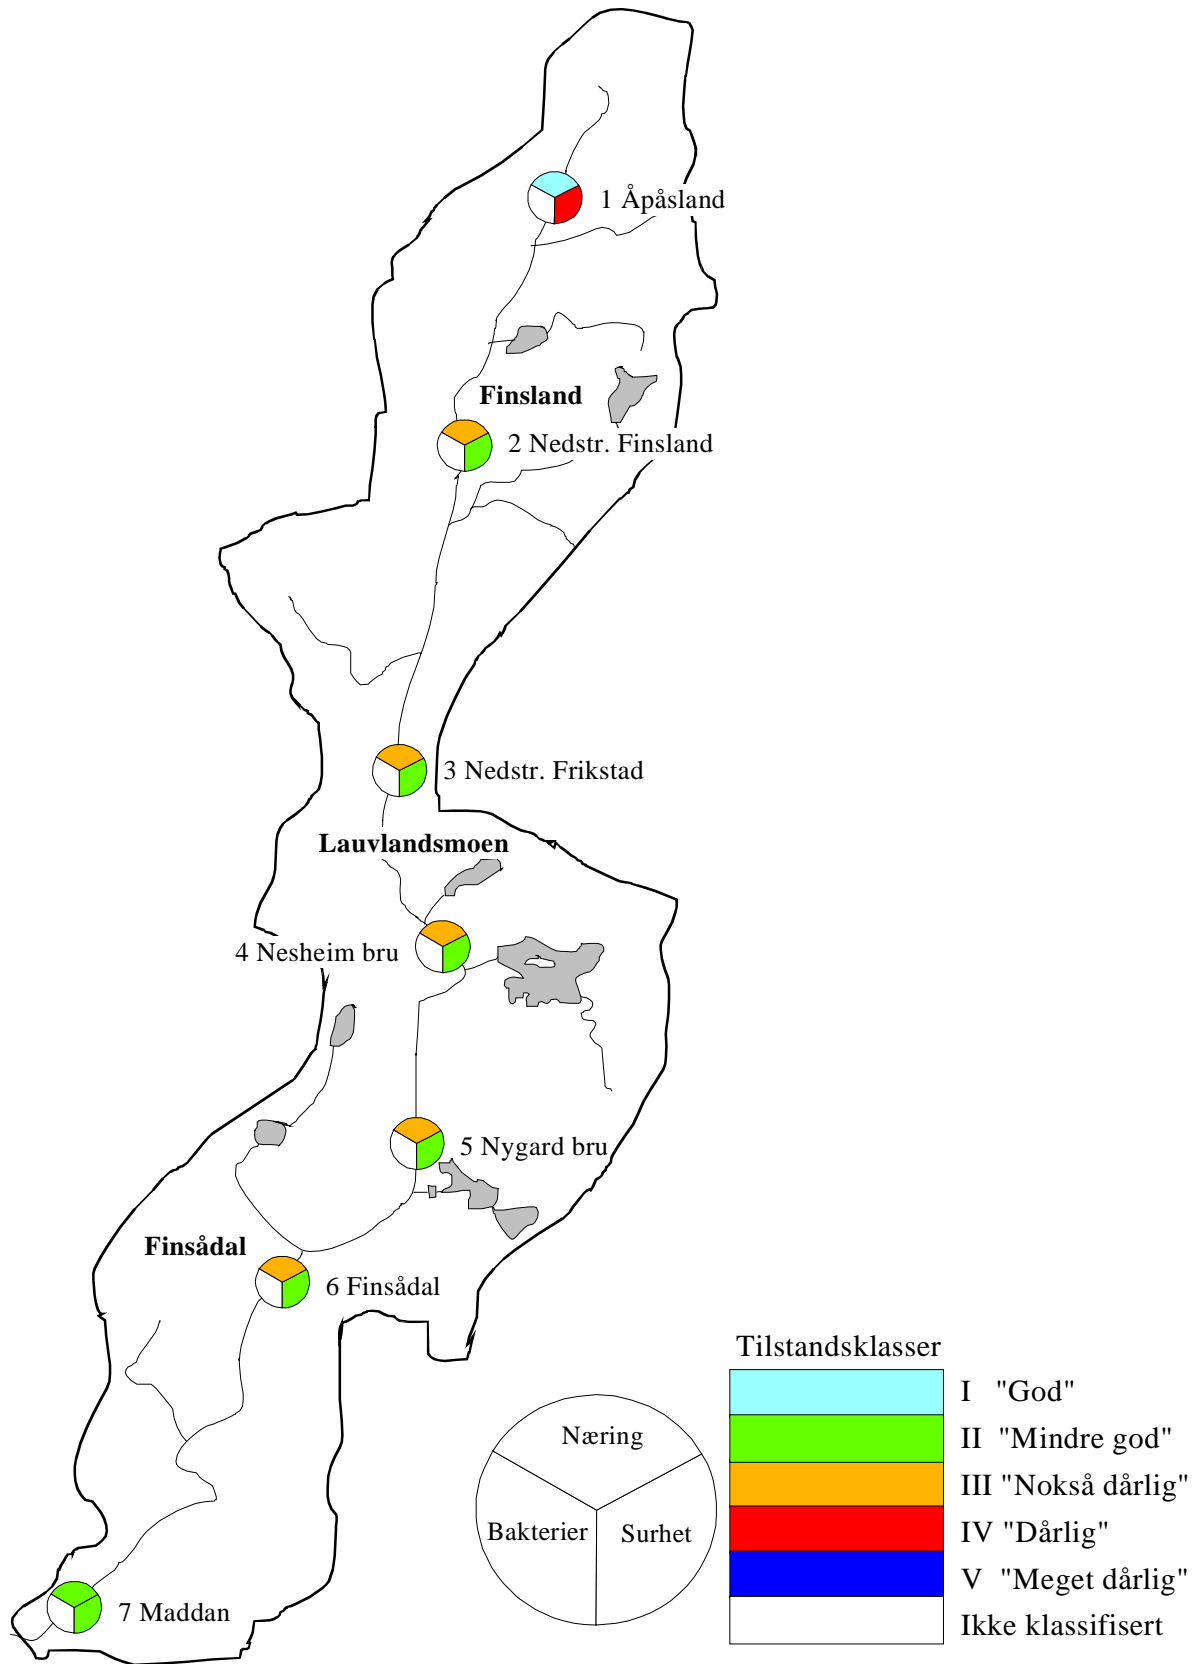 1 Åpåsland
Finsland
2 Nedstr. Finsland
3 Nedstr. Frikstad
Lauvlandsmoen
4 Nesheim bru
5 Nygard bru
Finsådal
6 Finsådal
7 Maddan
Næring
Bakterier
Surhet
Tilstandsklasser
I "God"
II "Mindre god"
III "Nokså dårlig"
IV "Dårlig"
V "Meget dårlig"
Ikke klassifisert